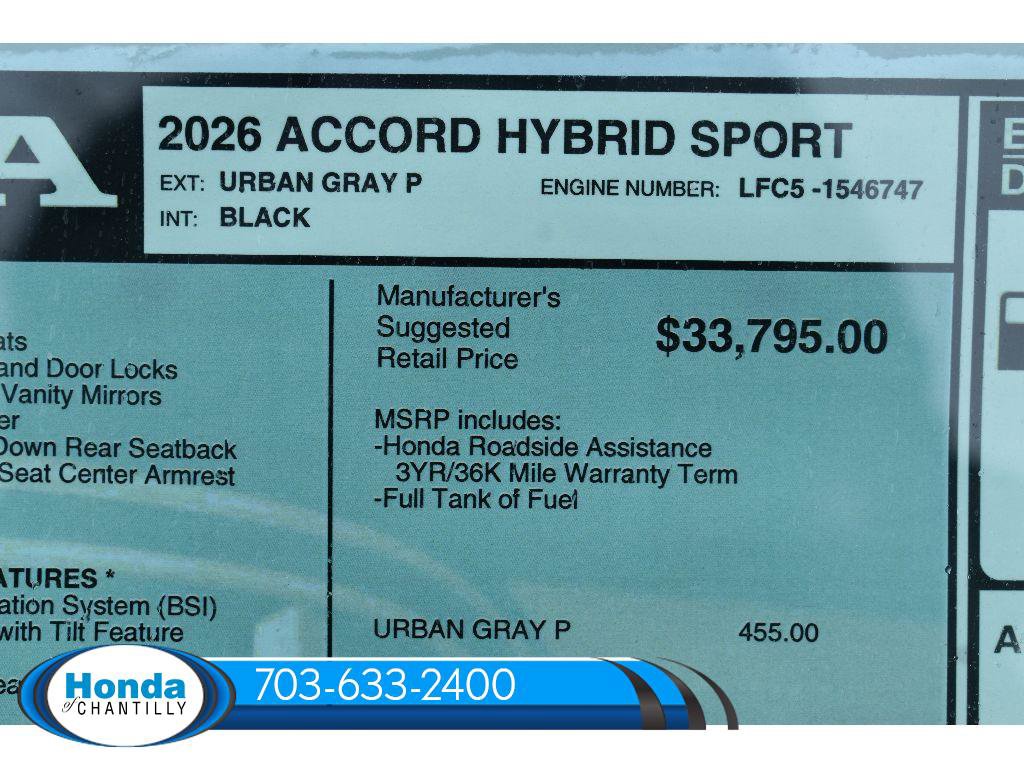 A
2026 ACCORD HYBRID SPORT
EXT: URBAN GRAY P
ENGINE NUMBER: LFC5 -1546747
INT: BLACK
Manufacturer's
Suggested
Retail Price
$33,795.00
MSRP includes:
-Honda Roadside Assistance
3YR/36K Mile Warranty Term
-Full Tank of Fuel
URBAN GRAY P 455.00
ats
and Door Locks
Vanity Mirrors
er
Down Rear Seatback
Seat Center Armrest
ATURES *
ation System (BSI)
with Tilt Feature
E
D
A
Honda
of CHANTILLY
703-633-2400